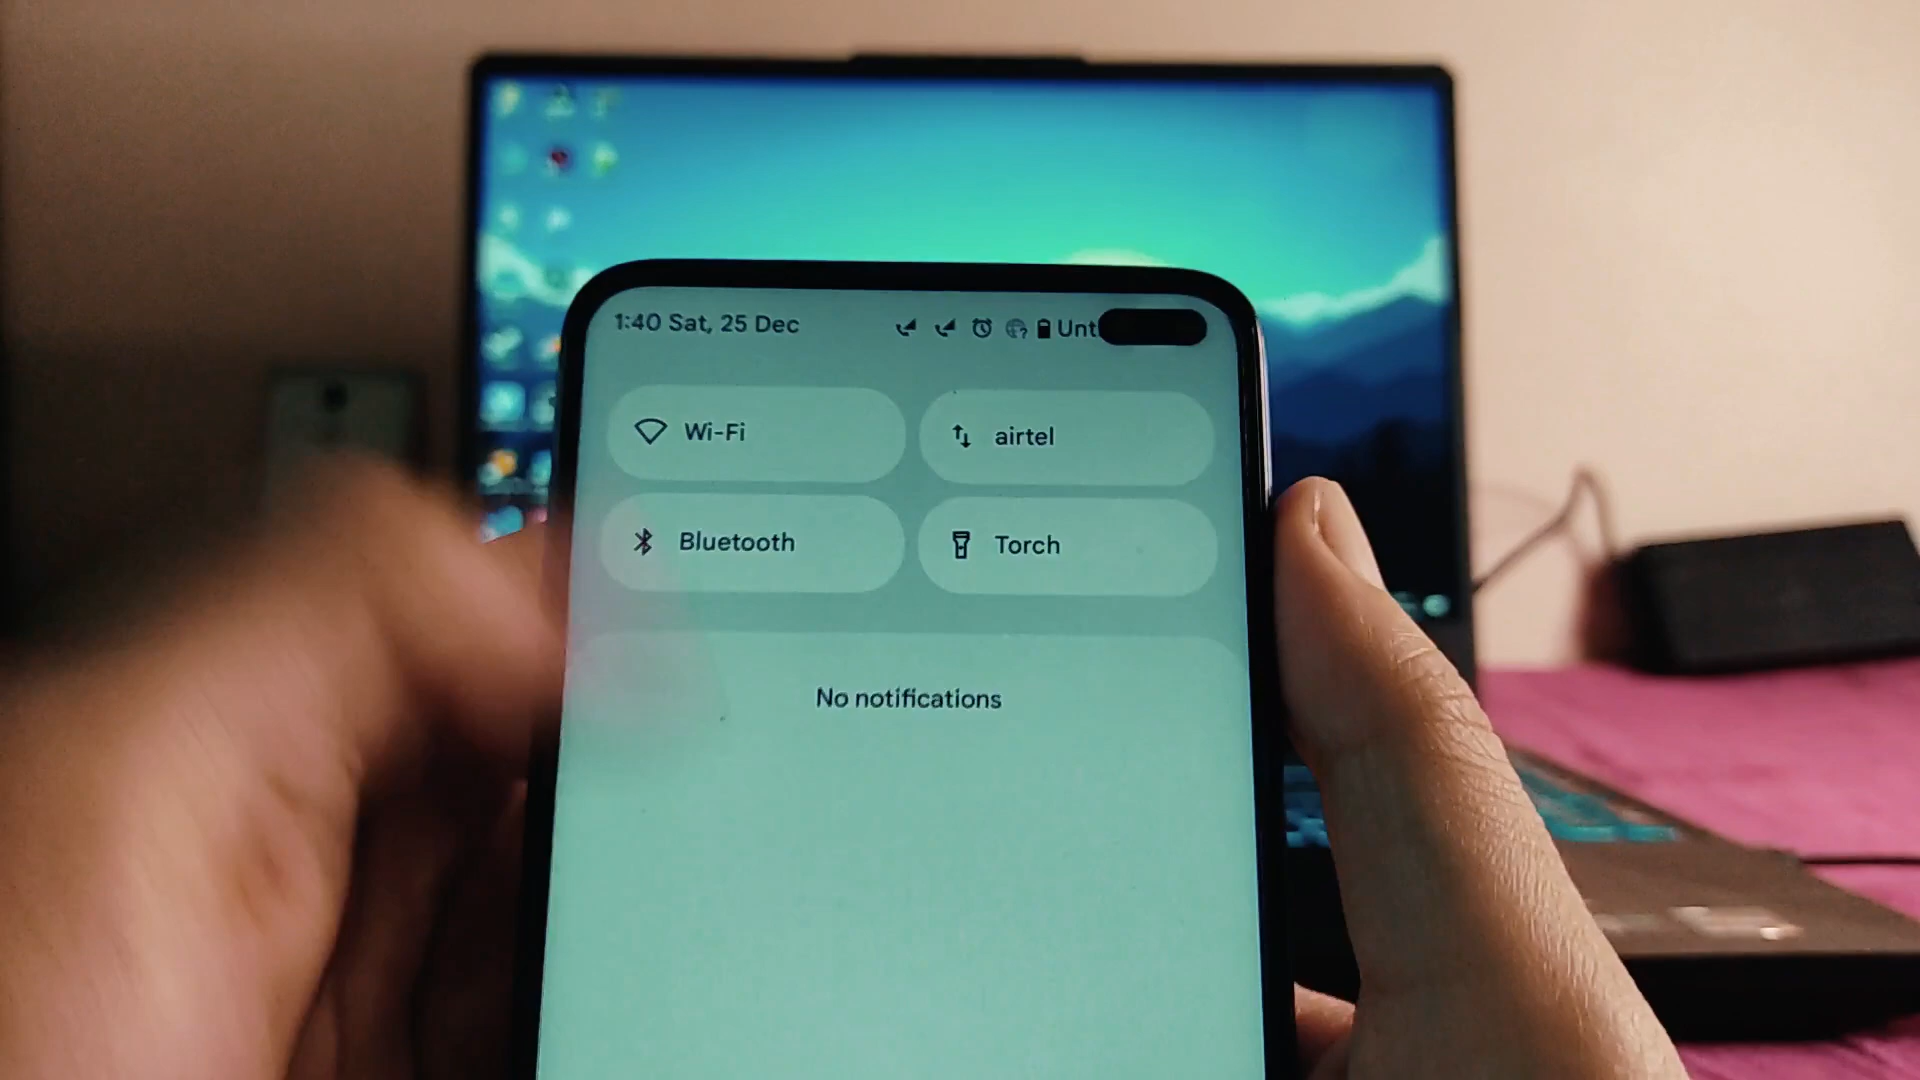 1:40 Sat, 25 Dec Unt
Wi-Fi airtel
Bluetooth Torch
No notifications